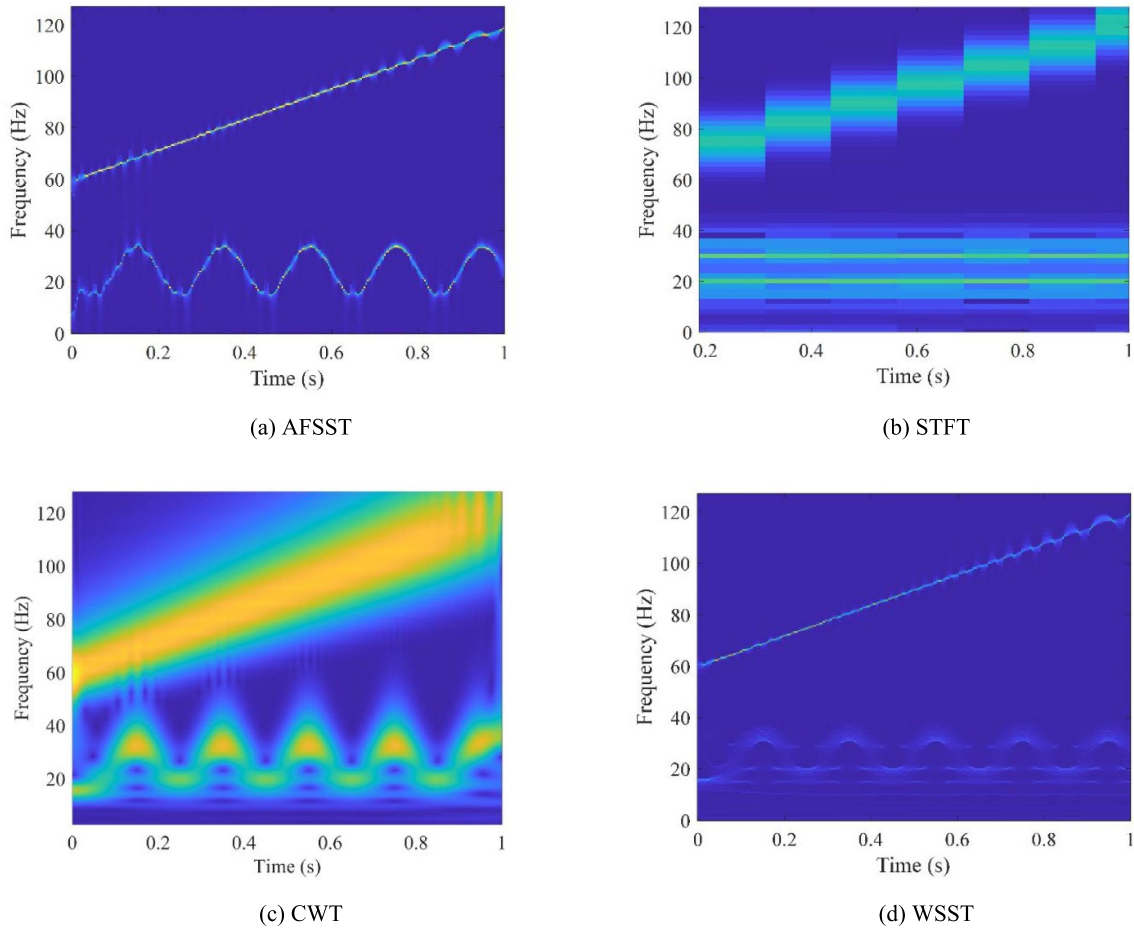 120
100
80
60
40
20
0
Frequency (Hz)
0 0.2 0.4 0.6 0.8 1
Time (s)
(a) AFSST
120
100
80
60
40
20
0
Frequency (Hz)
0.2 0.4 0.6 0.8 1
Time (s)
(b) STFT
120
100
80
60
40
20
Frequency (Hz)
0 0.2 0.4 0.6 0.8 1
Time (s)
(c) CWT
120
100
80
60
40
20
0
Frequency (Hz)
0 0.2 0.4 0.6 0.8 1
Time (s)
(d) WSST